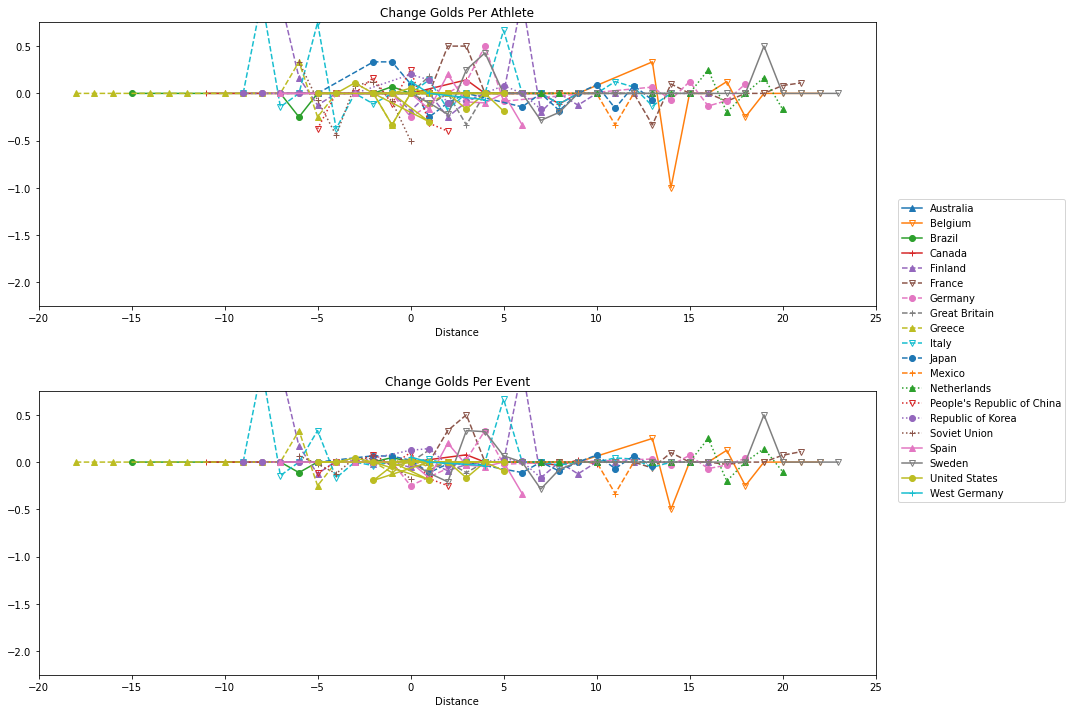 Change Golds Per Athlete
0.5
0.0
−0.5
−1.0
−1.5
−2.0
−20 −15 −10 −5 0 5 10 15 20 25
Distance
Change Golds Per Event
0.5
0.0
−0.5
−1.0
−1.5
−2.0
−20 −15 −10 −5 0 5 10 15 20 25
Distance
Australia
Belgium
Brazil
Canada
Finland
France
Germany
Great Britain
Greece
Italy
Japan
Mexico
Netherlands
People's Republic of China
Republic of Korea
Soviet Union
Spain
Sweden
United States
West Germany